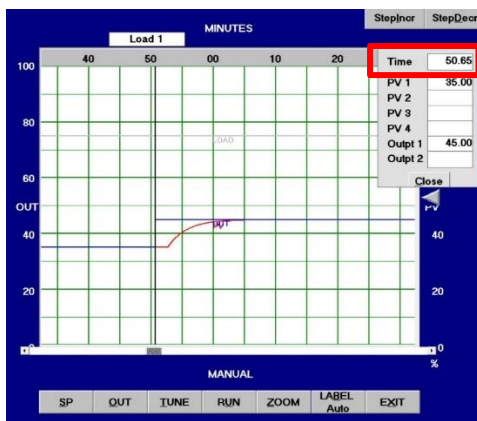 StepIncr StepDecr
MINUTES
Load 1
40 50 00 10 20
Time 50.65
PV 1 35.00
PV 2
PV 3
PV 4
Outpt 1 45.00
Outpt 2
Close
100
80
LOAD
60
OUT PV
40 40
20 20
0 0
%
MANUAL
SP OUT TUNE RUN ZOOM LABEL Auto EXIT